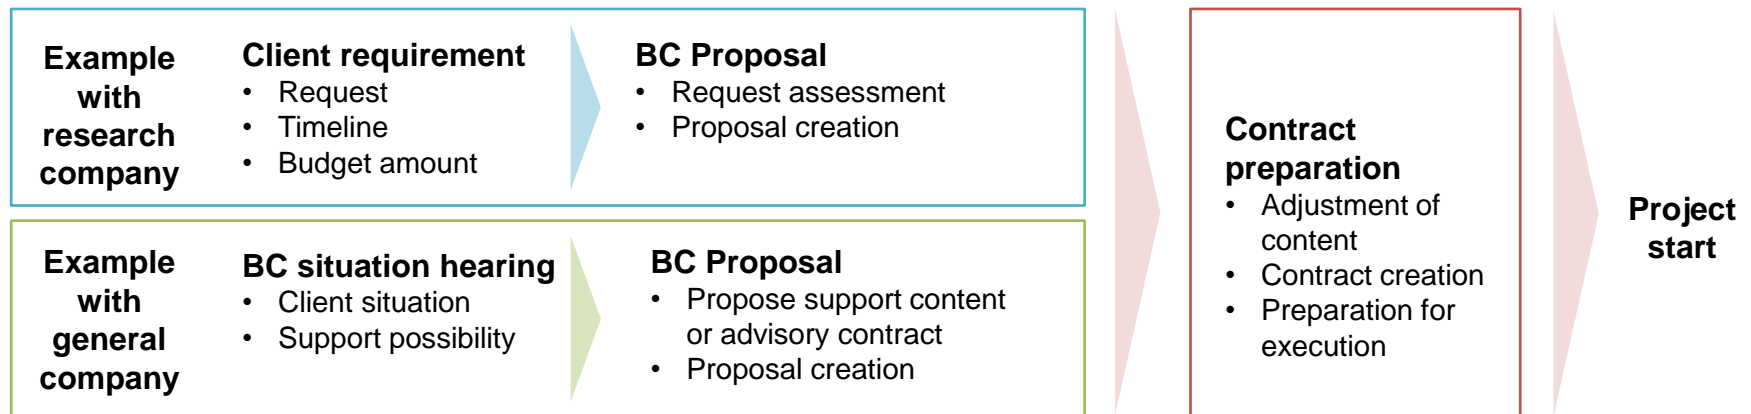 Example
with
research
company
Client requirement
• Request
• Timeline
• Budget amount
BC Proposal
• Request assessment
• Proposal creation
Example
with
general
company
BC situation hearing
• Client situation
• Support possibility
BC Proposal
• Propose support content
or advisory contract
• Proposal creation
Contract
preparation
• Adjustment of
content
• Contract creation
• Preparation for
execution
Project
start